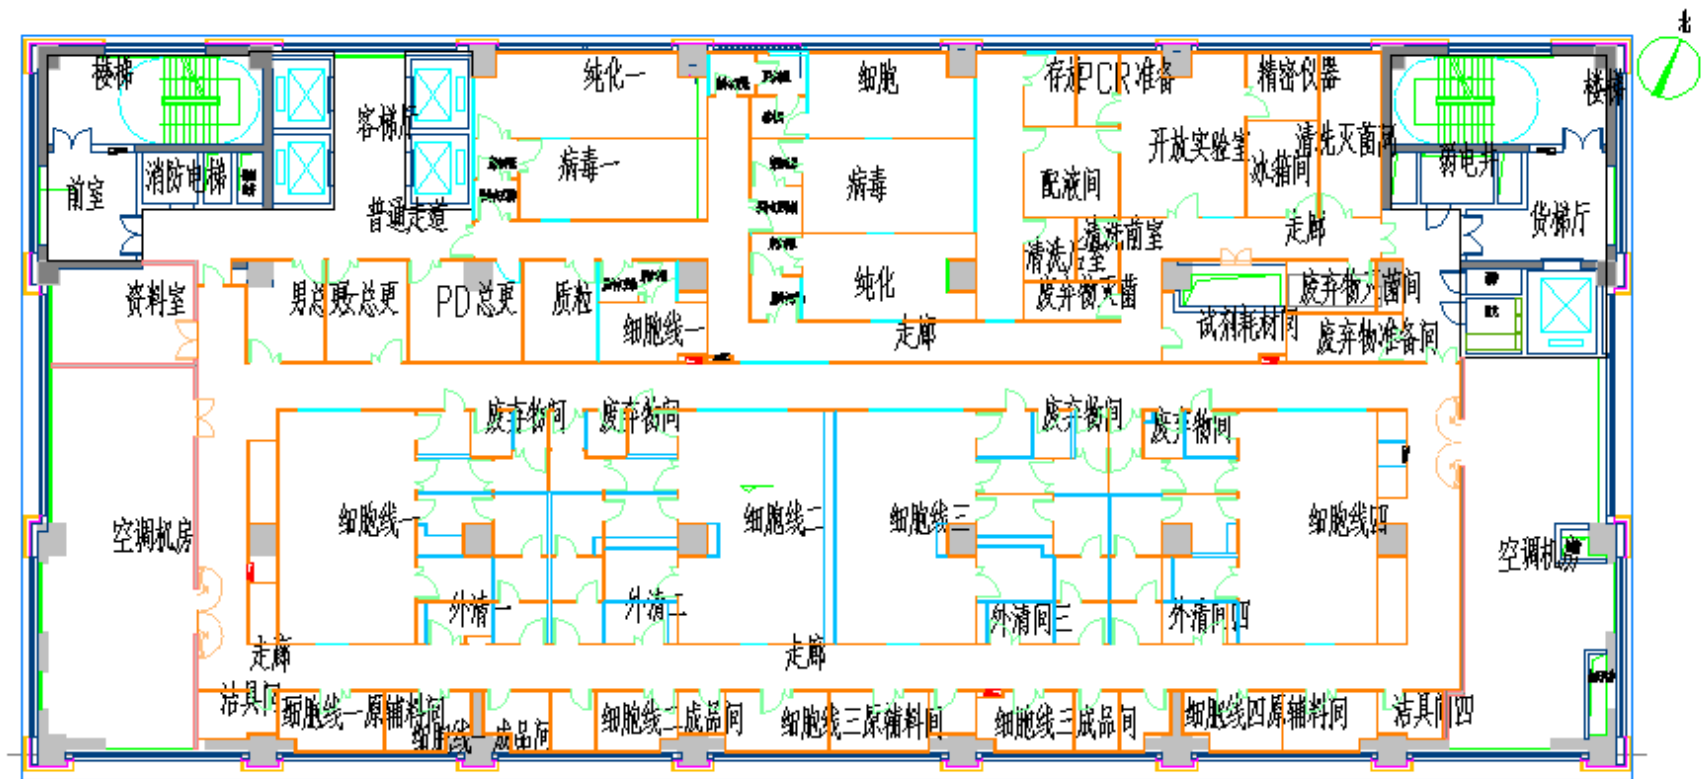 北
楼梯
纯化一
细胞
存放
PCR准备
精密仪器
楼梯
客梯厅
开放实验室
清洗灭菌间
消防电梯
病毒一
病毒
配液间
冰箱间
弱电井
前室
普通走道
清洗前室
走廊
货梯厅
清洗后室
资料室
男总更
女总更
PD总更
质粒
纯化
废弃物灭菌
废弃物灭菌间
细胞线一
走廊
试剂耗材间
废弃物准备间
废弃物间
废弃物间
废弃物间
废弃物间
空调机房
细胞线一
细胞线二
细胞线三
细胞线四
空调机房
外清一
外清二
外清间三
外清间四
走廊
走廊
洁具间
细胞线一原辅料间
细胞线一成品间
细胞线二成品间
细胞线三原辅料间
细胞线三成品间
细胞线四原辅料间
洁具间四